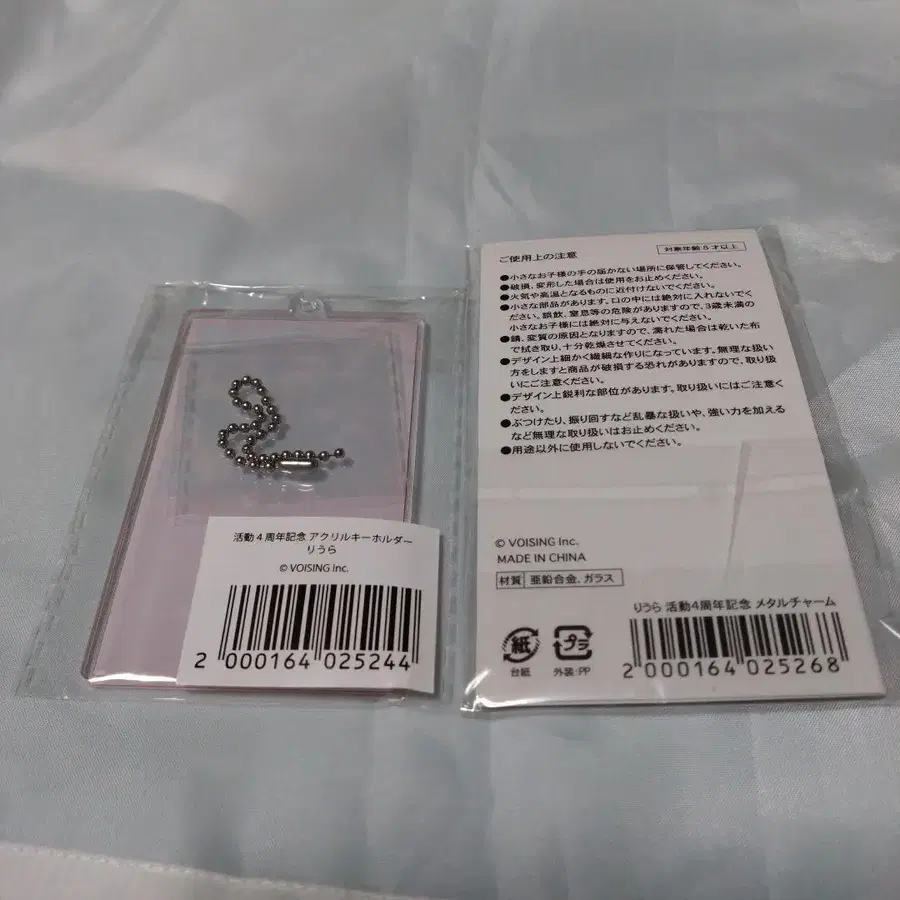 活動4周年記念 アクリルキーホルダー
りうら
© VOISING Inc.
2 000164 025244
ご使用上の注意
対象年齢8才以上
●小さなお子様の手の届かない場所に保管してください。
●破損、変形した場合は使用をお止めください。
●火気や高温となるものに近付けないでください。
●小さな部品があります。口の中には絶対に入れないでく
ださい。誤飲、窒息等の危険がありますので、3歳未満の
小さなお子様には絶対に与えないでください。
●錆、変質の原因となりますので、濡れた場合は乾いた布
で拭き取り、十分乾燥させてください。
●デザイン上細かく繊細な作りになっています。無理な扱い
方をしますと商品が破損する恐れがありますので、取り扱
いにご注意ください。
●デザイン上鋭利な部位があります。取り扱いにはご注意く
ださい。
●ぶつけたり、振り回すなど乱暴な扱いや、強い力を加える
など無理な取り扱いはお止めください。
●用途以外に使用しないでください。
© VOISING Inc.
MADE IN CHINA
材質 亜鉛合金、ガラス
りうら 活動4周年記念 メタルチャーム
紙
台紙
プラ
外装:PP
2 000164 025268